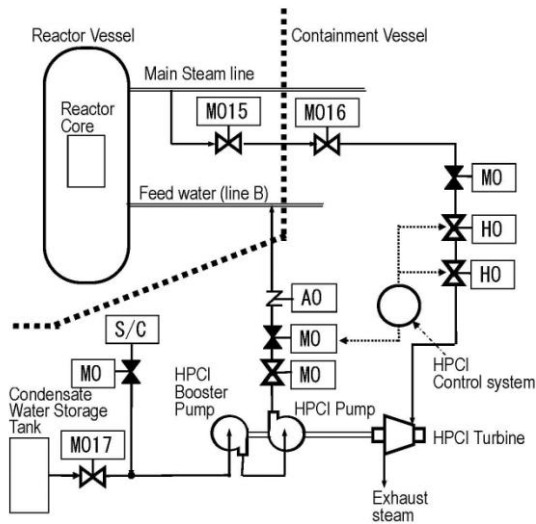 Reactor Vessel
Containment Vessel
Main Steam line
MO15
MO16
Reactor
Core
MO
Feed water (line B)
HO
HO
AO
S/C
MO
MO
MO
HPCI
Control system
Condensate
Water Storage
Tank
HPCI
Booster
Pump
HPCI Pump
MO17
HPCI Turbine
Exhaust
steam